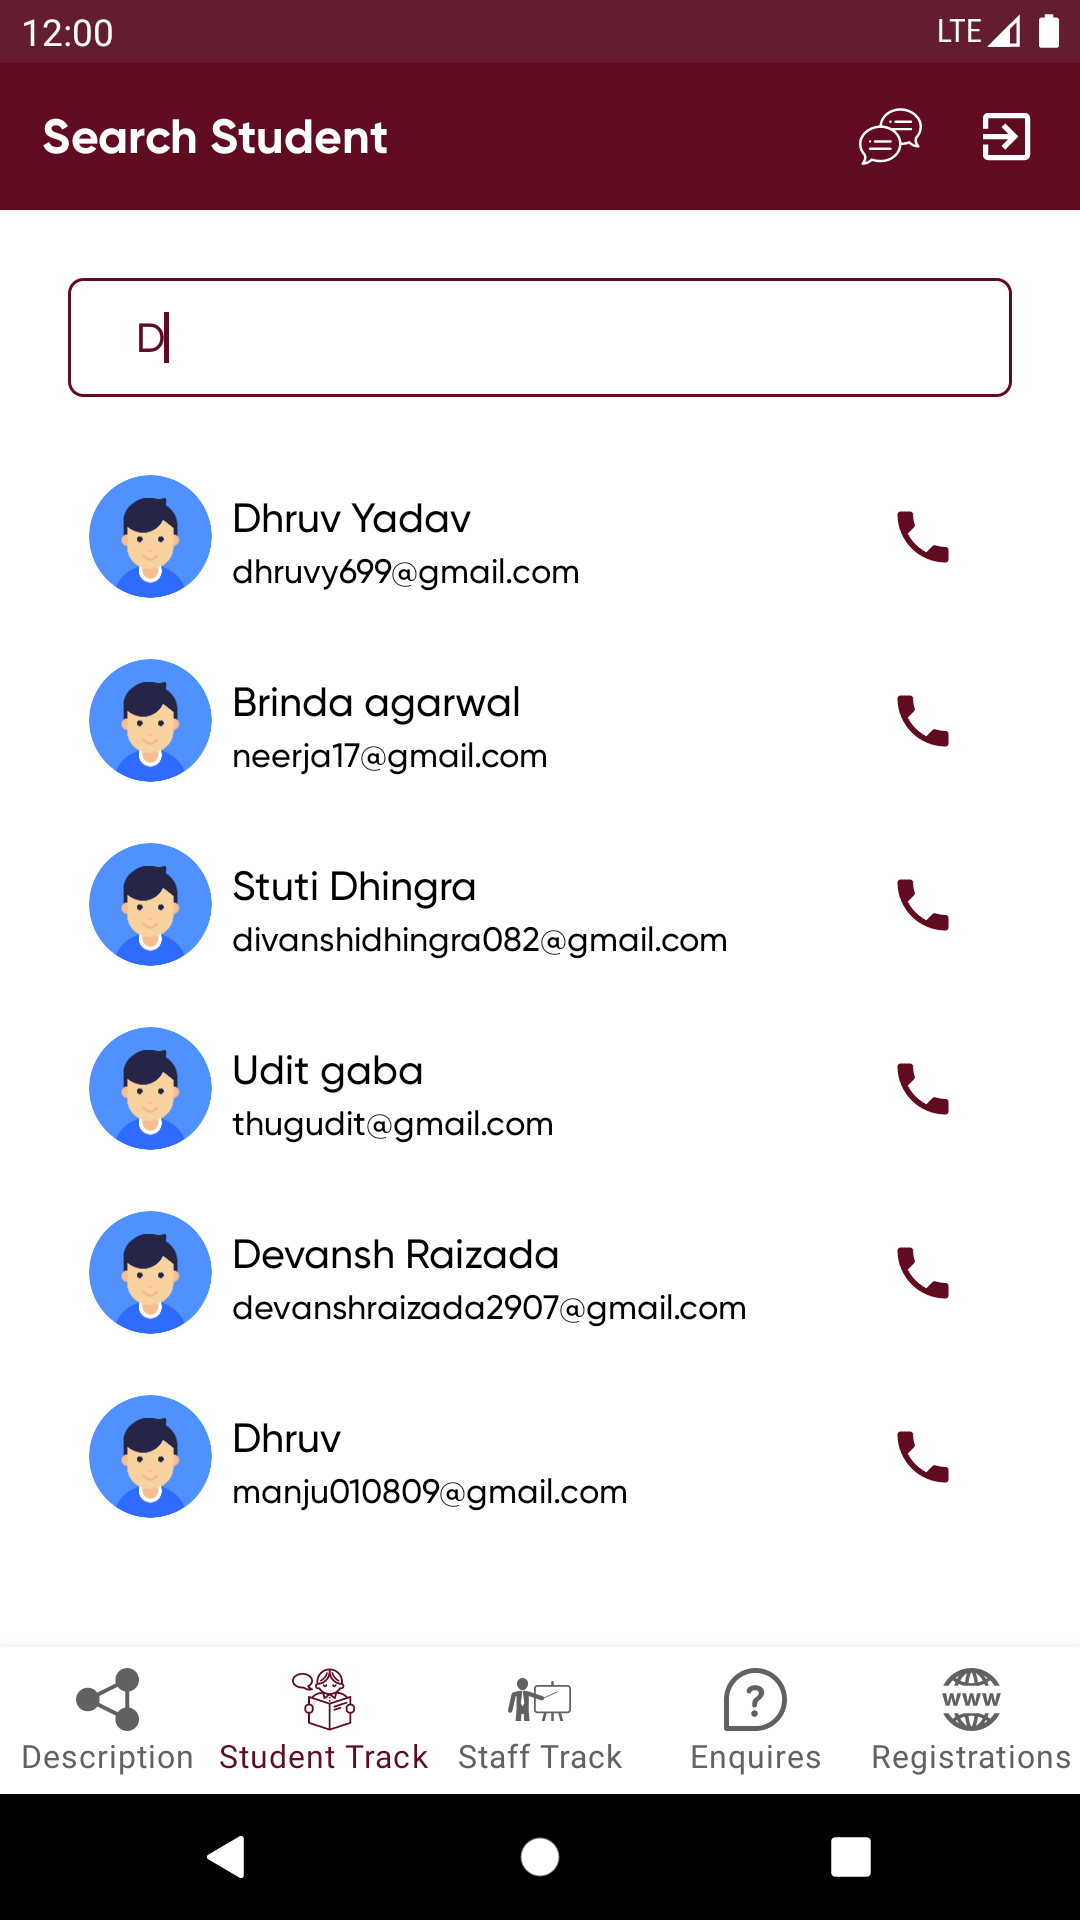 12:00 LTE
Search Student
D
Dhruv Yadav
dhruvy699@gmail.com
Brinda agarwal
neerja17@gmail.com
Stuti Dhingra
divanshidhingra082@gmail.com
Udit gaba
thugudit@gmail.com
Devansh Raizada
devanshraizada2907@gmail.com
Dhruv
manju010809@gmail.com
?
www
Description Student Track Staff Track Enquires Registrations